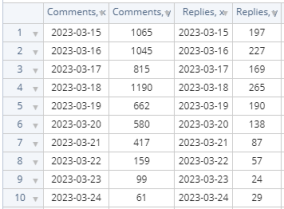 Comments, x Comments, y Replies, x Replies, y
1 2023-03-15 1065 2023-03-15 197
2 2023-03-16 1045 2023-03-16 227
3 2023-03-17 815 2023-03-17 169
4 2023-03-18 1190 2023-03-18 265
5 2023-03-19 662 2023-03-19 190
6 2023-03-20 580 2023-03-20 138
7 2023-03-21 417 2023-03-21 87
8 2023-03-22 159 2023-03-22 57
9 2023-03-23 99 2023-03-23 24
10 2023-03-24 61 2023-03-24 29